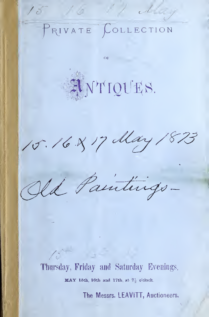 15 16 17 May
PRIVATE COLLECTION
OF
ANTIQUES.
15. 16 & 17 May 1873
Old Paintings—
15
Thursday, Friday and Saturday Evenings,
MAY 15th, 16th and 17th, at 7½ o'clock
The Messrs. LEAVITT, Auctioneers.